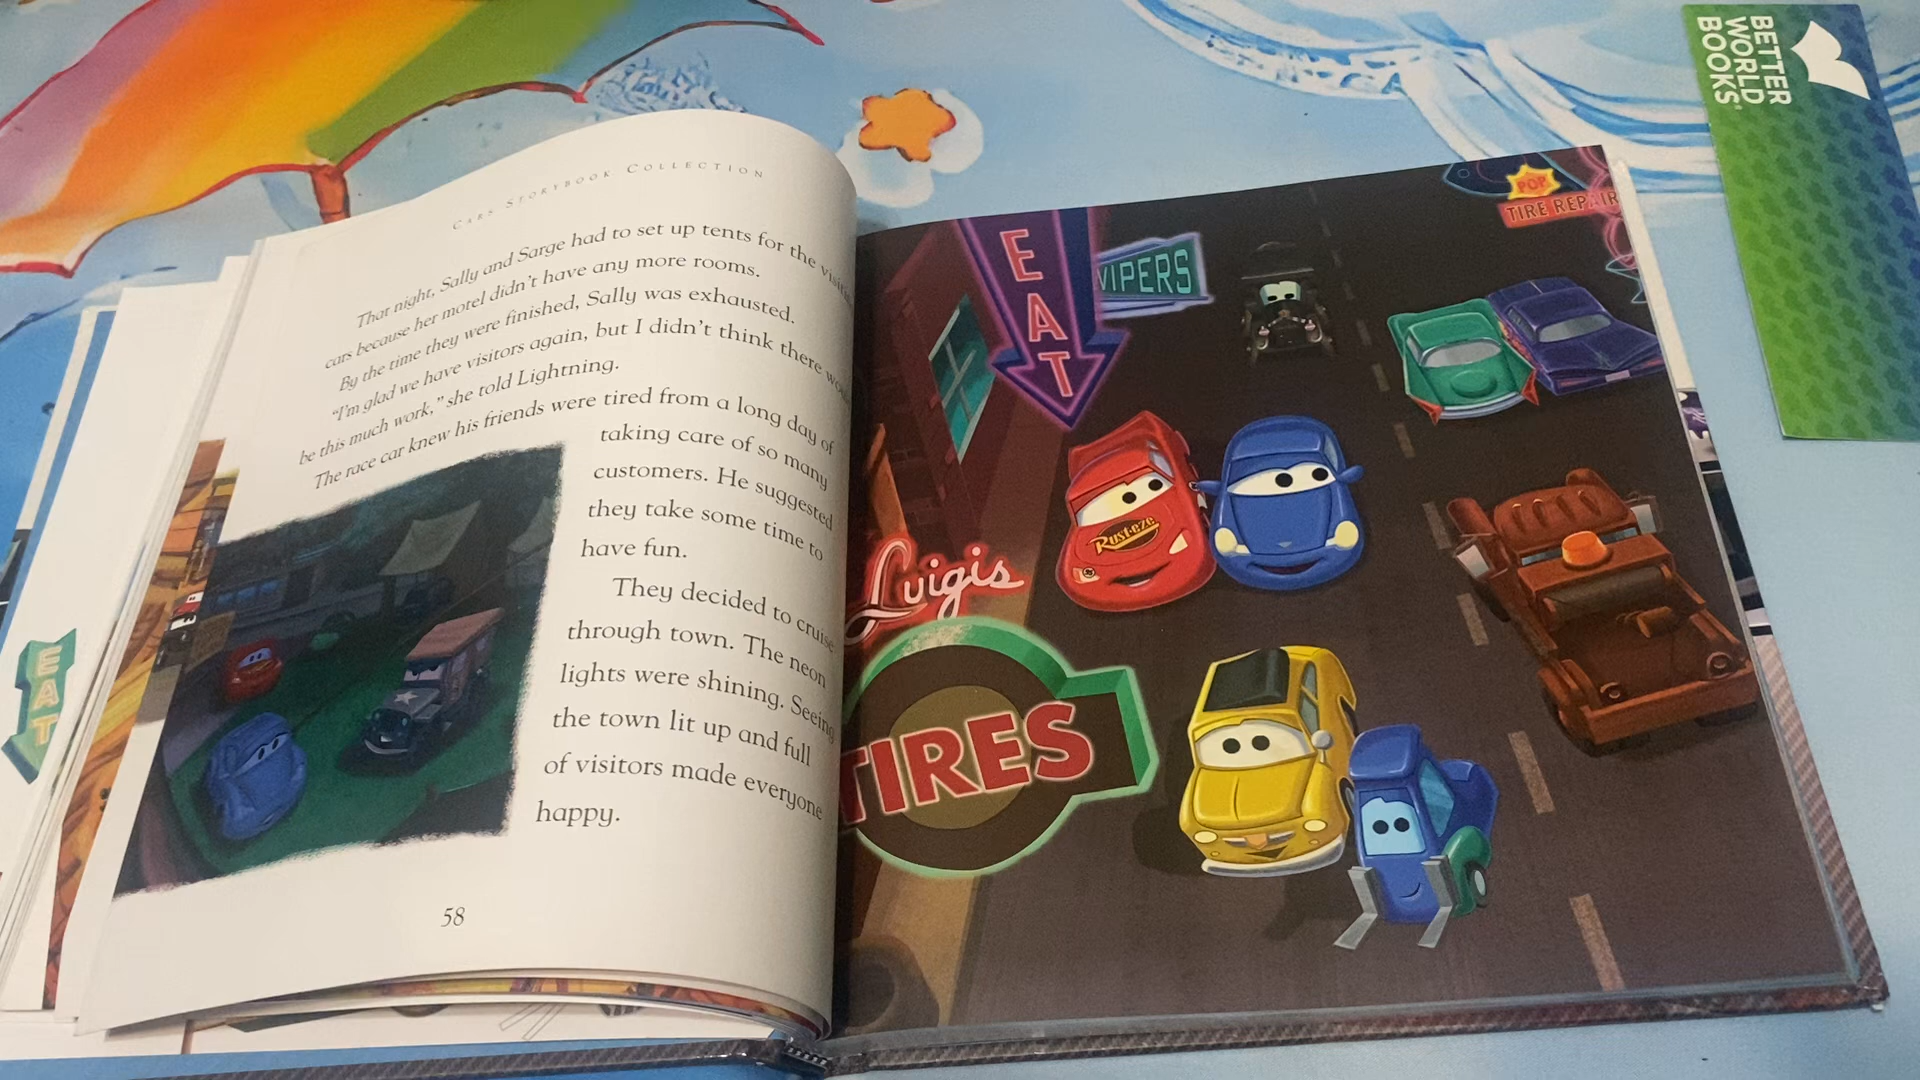 CARS STORYBOOK COLLECTION
That night, Sally and Sarge had to set up tents for the
cars because her motel didn't have any more rooms.
By the time they were finished, Sally was exhausted.
"I'm glad we have visitors again, but I didn't think there
be this much work," she told Lightning.
The race car knew his friends were tired from a long day of
taking care of so many
customers. He suggested
they take some time to
have fun.
They decided to cruise
through town. The neon
lights were shining. Seeing
the town lit up and full
of visitors made everyone
happy.
58
EAT
EAT
WIPERS
POP
TIRE REPAIR
Rust-eze
Luigis
TIRES
BETTER
WORLD
BOOKS